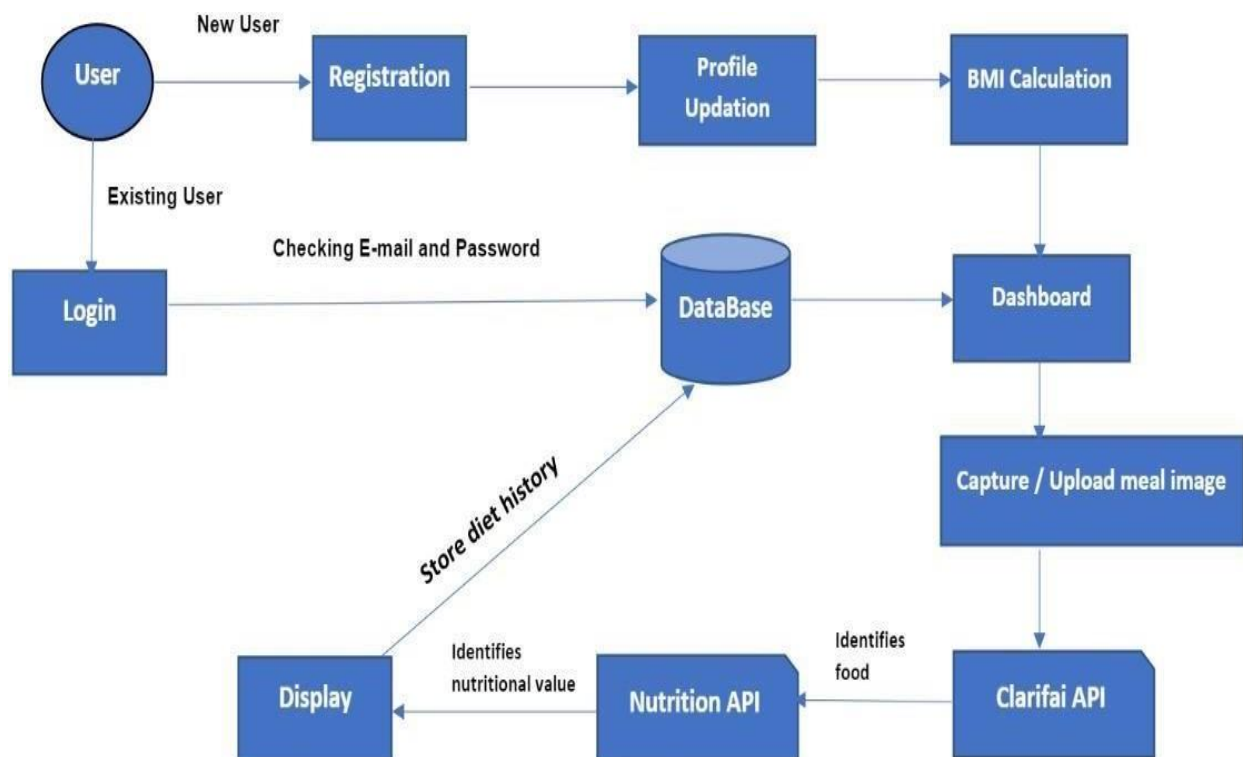 New User
User
Registration
Profile
Updation
BMI Calculation
Existing User
Checking E-mail and Password
Login
DataBase
Dashboard
Capture / Upload meal image
Store diet history
Identifies
food
Identifies
nutritional value
Display
Nutrition API
Clarifai API